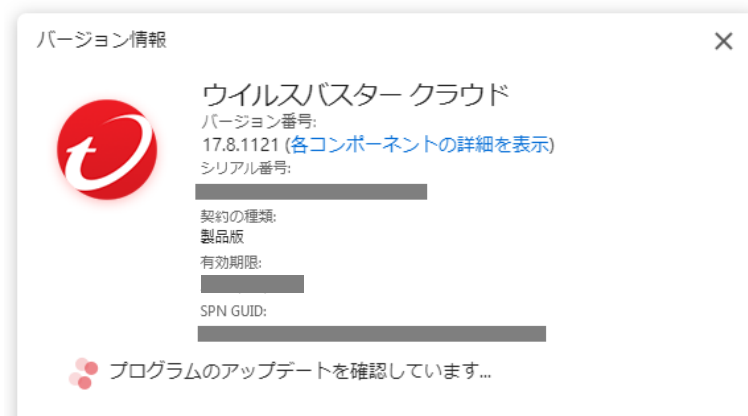 バージョン情報
ウイルスバスター クラウド
バージョン番号:
17.8.1121 (各コンポーネントの詳細を表示)
シリアル番号:
契約の種類:
製品版
有効期限:
SPN GUID:
プログラムのアップデートを確認しています...